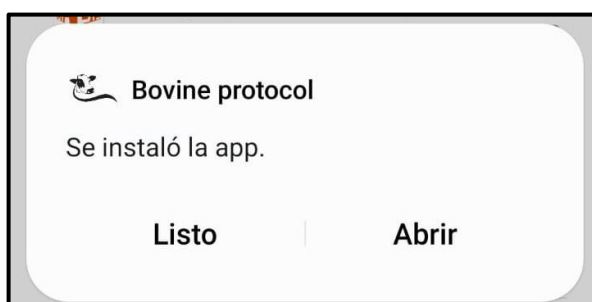 Bovine protocol
Se instaló la app.
Listo
Abrir